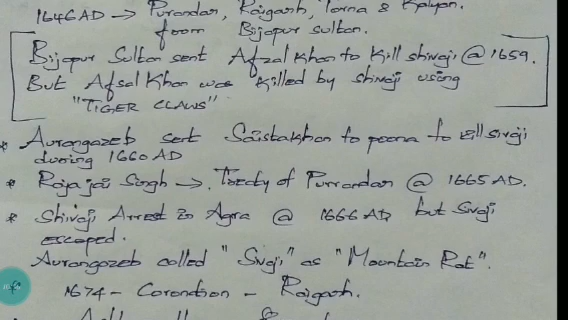 1646 AD → Purandar, Raigarh, Torna & Kalyan.
from Bijapur sultan.
Bijapur Sultan sent Afzal Khan to kill shivaji @ 1659.
But Afsal Khan was killed by shivaji using
"TIGER CLAWS"
* Aurangazeb sent Saistakhan to poona to kill sivaji
during 1660 AD
* Raja jai Singh → Treaty of Purrandar @ 1665 AD.
* Shivaji Arrest in Agra @ 1666 AD but Sivaji
escaped.
Aurangazeb called "Sivaji" as "Mountain Rat".
1674 - Coronation - Raigarh.